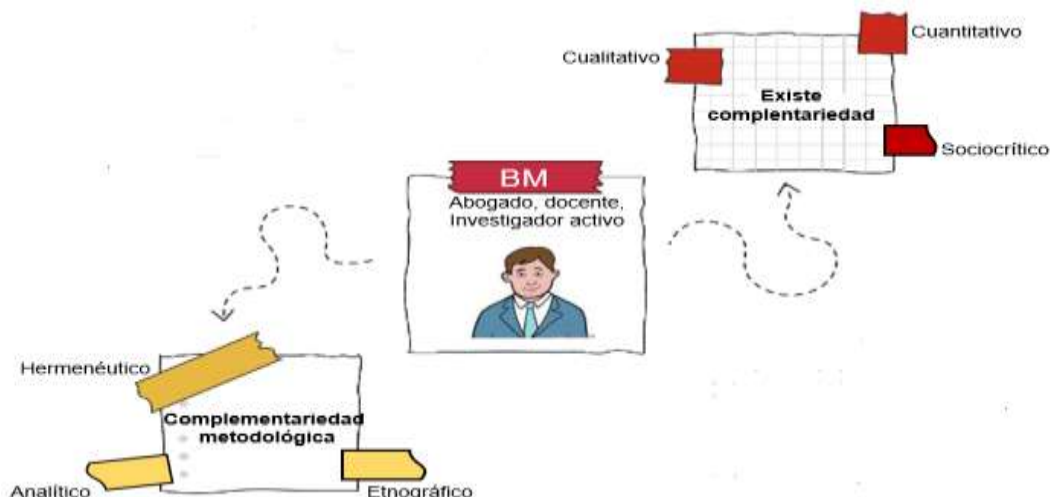 Cuantitativo
Cualitativo
Existe
complentariedad
Sociocrítico
BM
Abogado, docente,
Investigador activo
Hermenéutico
Complementariedad
metodológica
Analítico
Etnográfico